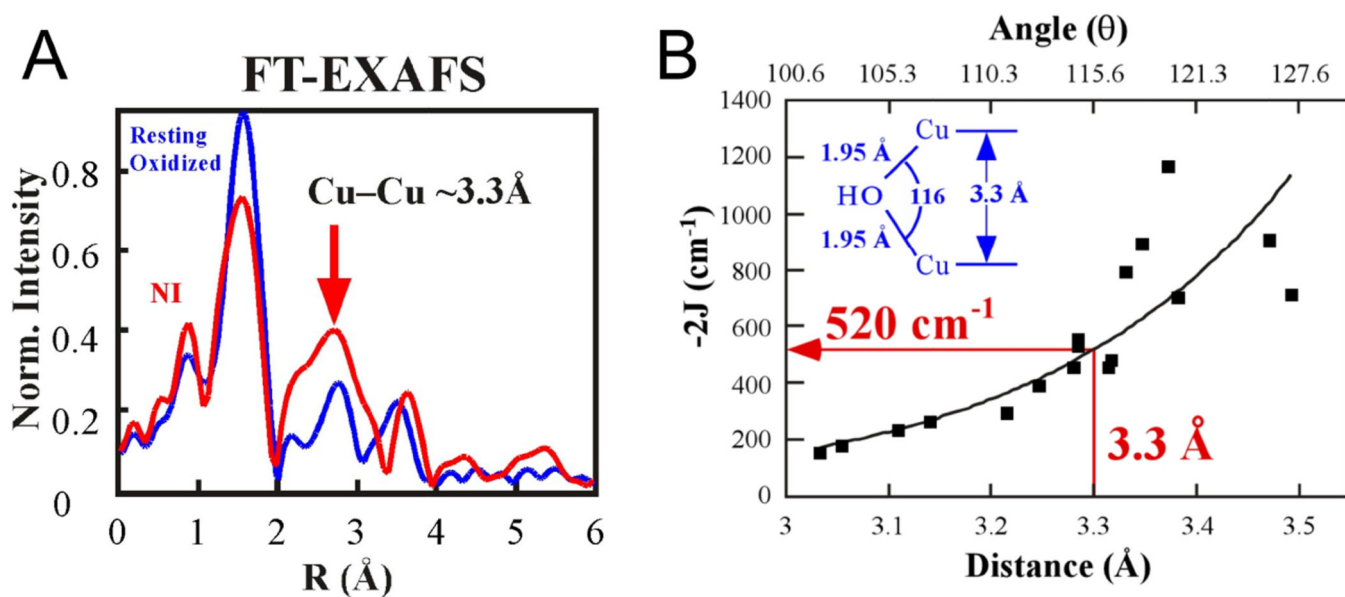 A
FT-EXAFS
Resting
Oxidized
Cu–Cu ~3.3Å
NI
Norm. Intensity
0.8
0.6
0.4
0.2
0
0 1 2 3 4 5 6
R (Å)
B
Angle (θ)
100.6 105.3 110.3 115.6 121.3 127.6
-2J (cm⁻¹)
1400
1200
1000
800
600
400
200
0
Cu
1.95 Å
HO
116
3.3 Å
1.95 Å
Cu
520 cm⁻¹
3.3 Å
3 3.1 3.2 3.3 3.4 3.5
Distance (Å)